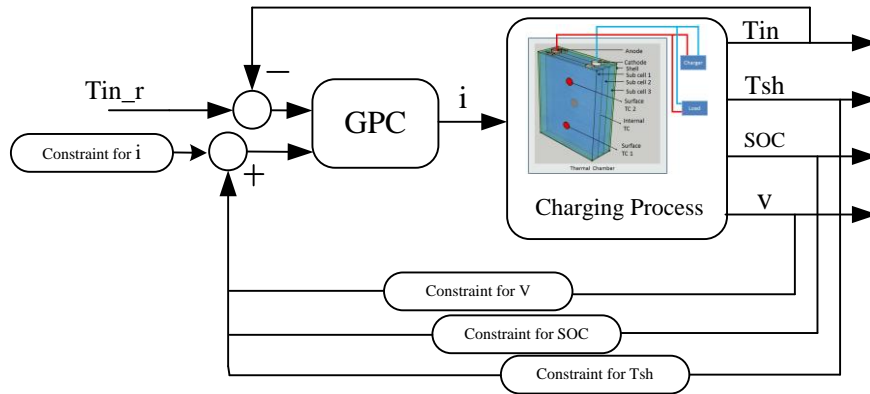 Tin_r
−
GPC
i
Constraint for i
+
Anode
Cathode
Shell
Sub cell 1
Sub cell 2
Sub cell 3
Surface
TC 2
Internal
TC
Surface
TC 1
Charger
Load
Thermal Chamber
Charging Process
Tin
Tsh
SOC
v
Constraint for V
Constraint for SOC
Constraint for Tsh